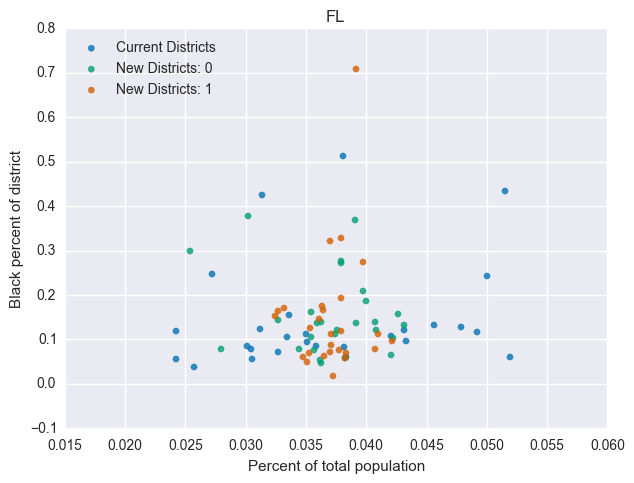 FL
Current Districts
New Districts: 0
New Districts: 1
0.8
0.7
0.6
0.5
0.4
0.3
0.2
0.1
0.0
−0.1
Black percent of district
0.015 0.020 0.025 0.030 0.035 0.040 0.045 0.050 0.055 0.060
Percent of total population